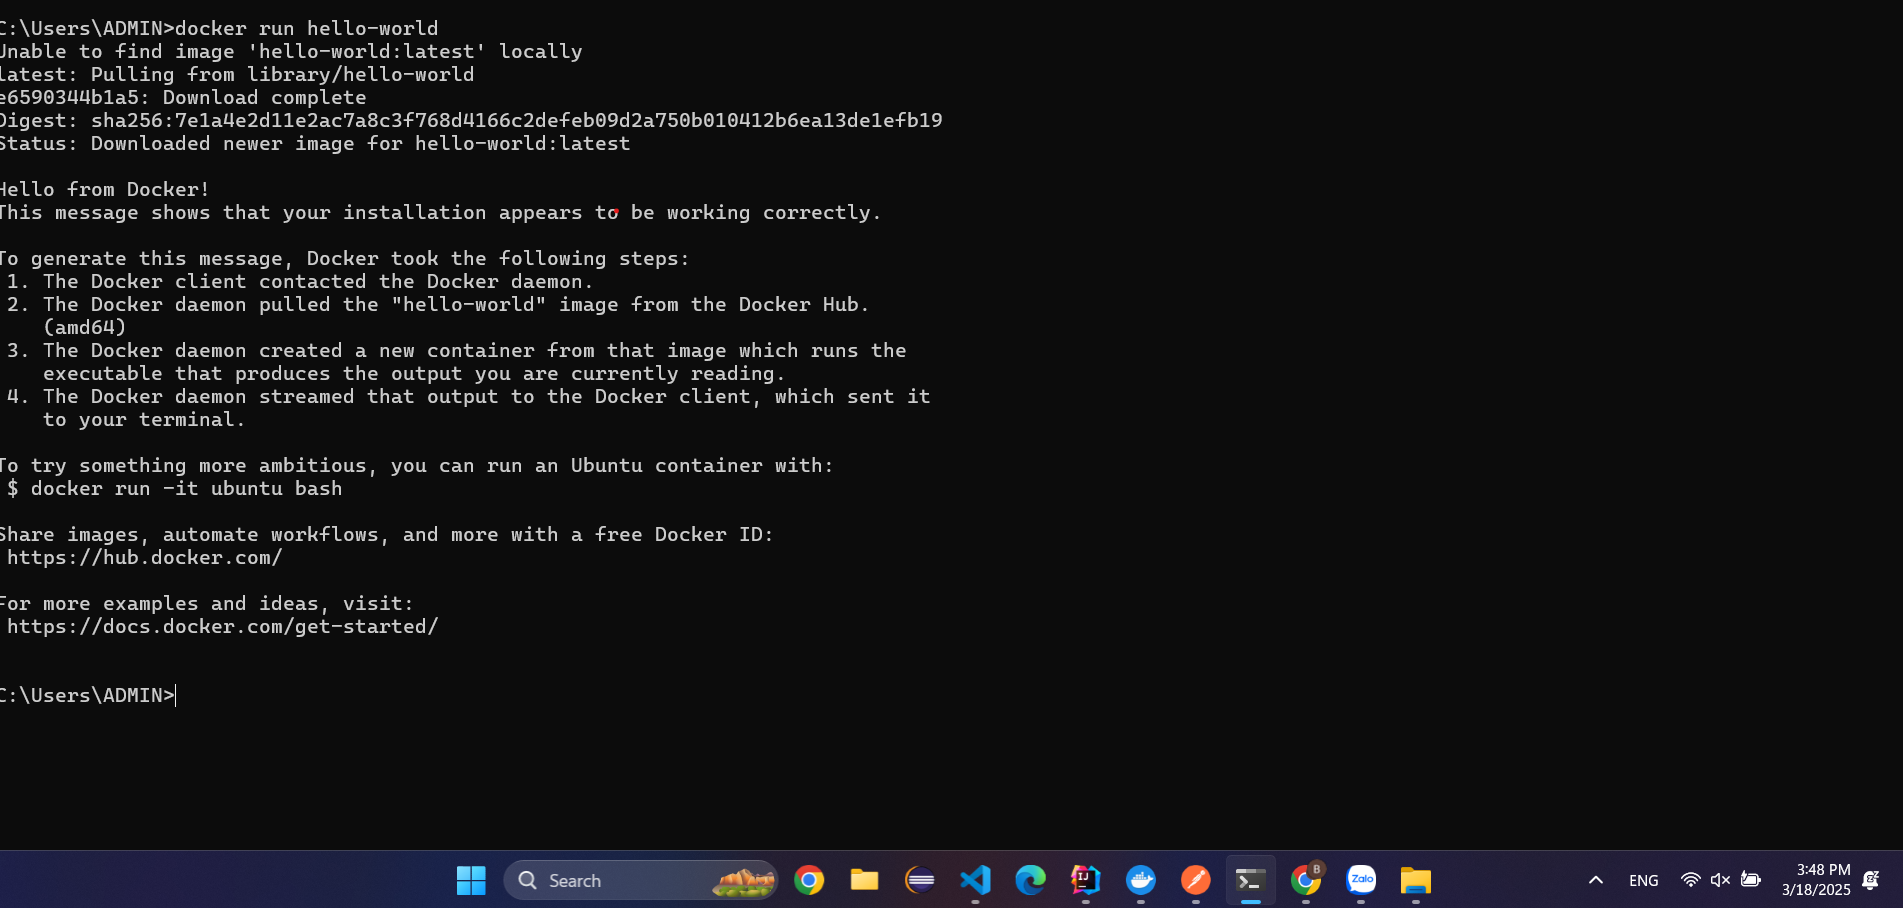 C:\Users\ADMIN>docker run hello-world
Unable to find image 'hello-world:latest' locally
latest: Pulling from library/hello-world
e6590344b1a5: Download complete
Digest: sha256:7e1a4e2d11e2ac7a8c3f768d4166c2defeb09d2a750b010412b6ea13de1efb19
Status: Downloaded newer image for hello-world:latest

Hello from Docker!
This message shows that your installation appears to be working correctly.

To generate this message, Docker took the following steps:
 1. The Docker client contacted the Docker daemon.
 2. The Docker daemon pulled the "hello-world" image from the Docker Hub.
    (amd64)
 3. The Docker daemon created a new container from that image which runs the
    executable that produces the output you are currently reading.
 4. The Docker daemon streamed that output to the Docker client, which sent it
    to your terminal.

To try something more ambitious, you can run an Ubuntu container with:
 $ docker run -it ubuntu bash

Share images, automate workflows, and more with a free Docker ID:
 https://hub.docker.com/

For more examples and ideas, visit:
 https://docs.docker.com/get-started/

C:\Users\ADMIN>
Search
IJ
B
Zalo
ENG
3:48 PM
3/18/2025